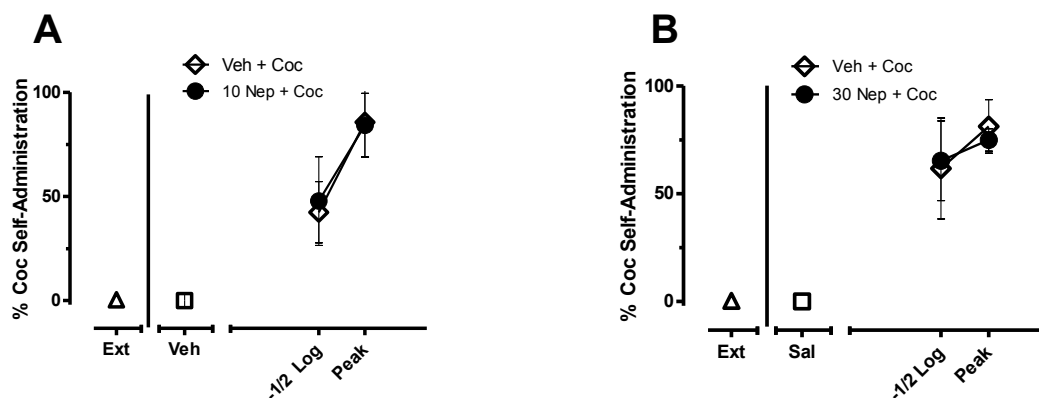 A
Veh + Coc
10 Nep + Coc
% Coc Self-Administration
100
50
0
Ext
Veh
-1/2 Log
Peak
B
Veh + Coc
30 Nep + Coc
% Coc Self-Administration
100
50
0
Ext
Sal
-1/2 Log
Peak